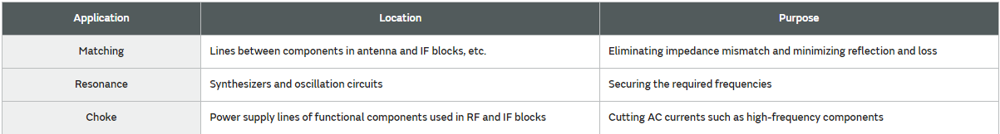 Application Location Purpose
Matching Lines between components in antenna and IF blocks, etc. Eliminating impedance mismatch and minimizing reflection and loss
Resonance Synthesizers and oscillation circuits Securing the required frequencies
Choke Power supply lines of functional components used in RF and IF blocks Cutting AC currents such as high-frequency components